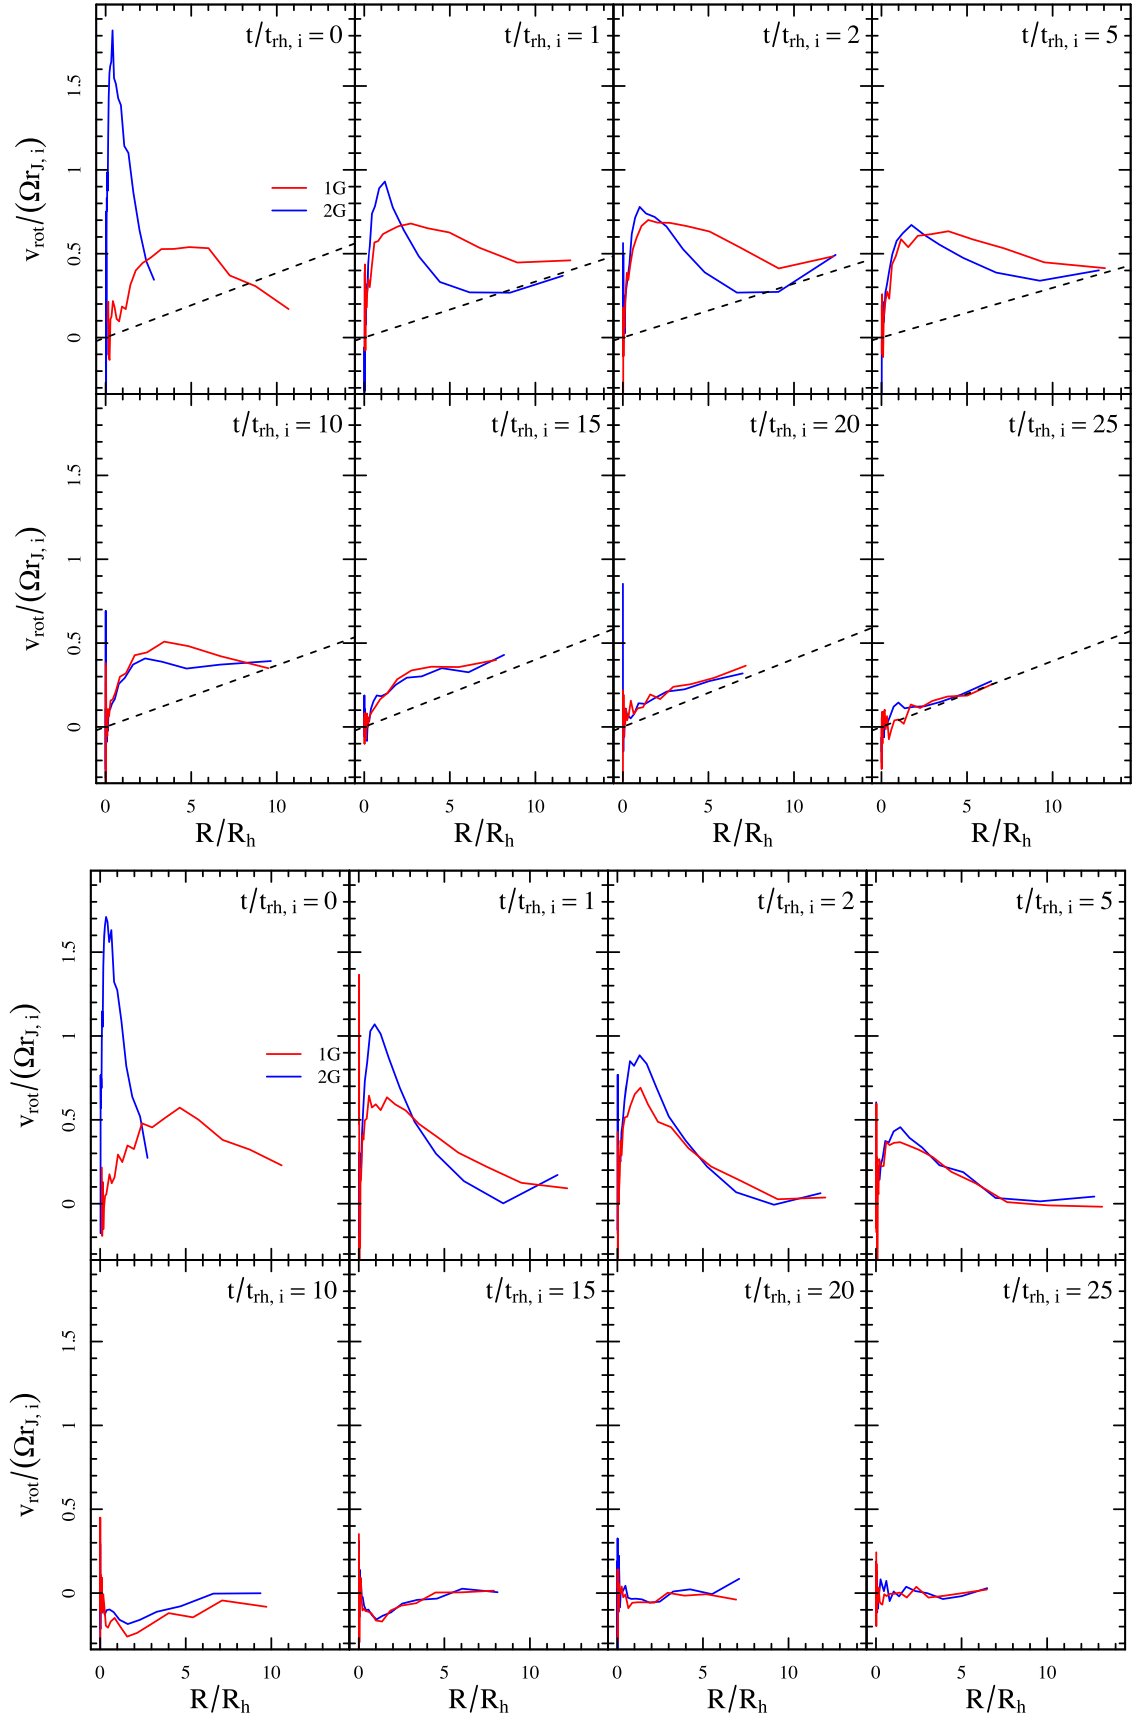 t/t_rh, i = 0
t/t_rh, i = 1
t/t_rh, i = 2
t/t_rh, i = 5
v_rot/(Ωr_J, i)
0 0.5 1 1.5
1G
2G
t/t_rh, i = 10
t/t_rh, i = 15
t/t_rh, i = 20
t/t_rh, i = 25
v_rot/(Ωr_J, i)
0 0.5 1 1.5
0 5 10 0 5 10 0 5 10 0 5 10
R/R_h R/R_h R/R_h R/R_h
t/t_rh, i = 0
t/t_rh, i = 1
t/t_rh, i = 2
t/t_rh, i = 5
v_rot/(Ωr_J, i)
0 0.5 1 1.5
1G
2G
t/t_rh, i = 10
t/t_rh, i = 15
t/t_rh, i = 20
t/t_rh, i = 25
v_rot/(Ωr_J, i)
0 0.5 1 1.5
0 5 10 0 5 10 0 5 10 0 5 10
R/R_h R/R_h R/R_h R/R_h